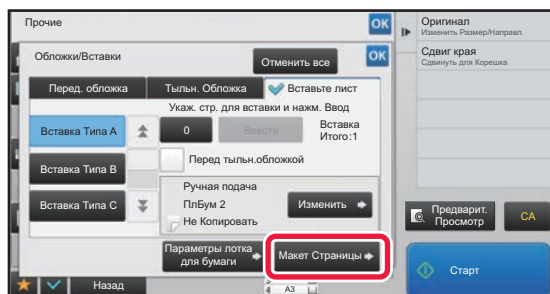 Прочие
OK
Обложки/Вставки
Отменить все
OK
Перед. обложка
Тыльн. Обложка
Вставьте лист
Укаж. стр. для вставки и нажм. Ввод
Вставка Типа A
0
Ввести
Вставка
Итого:1
Вставка Типа B
Перед тыльн.обложкой
Вставка Типа C
Ручная подача
ПлБум 2
Не Копировать
Изменить
Параметры лотка
для бумаги
Макет Страницы
Назад
4
A3
Оригинал
Изменить Размер/Направл.
Сдвиг края
Сдвинуть для Корешка
Предварит.
Просмотр
CA
Старт